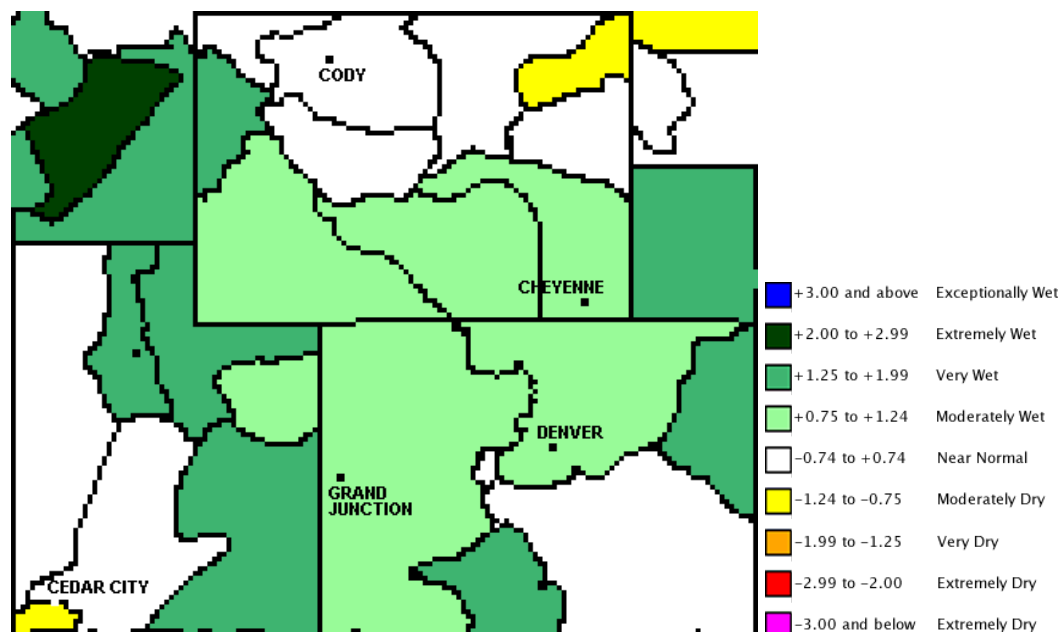 CODY
CHEYENNE
DENVER
GRAND
JUNCTION
CEDAR CITY
+3.00 and above Exceptionally Wet
+2.00 to +2.99 Extremely Wet
+1.25 to +1.99 Very Wet
+0.75 to +1.24 Moderately Wet
-0.74 to +0.74 Near Normal
-1.24 to -0.75 Moderately Dry
-1.99 to -1.25 Very Dry
-2.99 to -2.00 Extremely Dry
-3.00 and below Extremely Dry